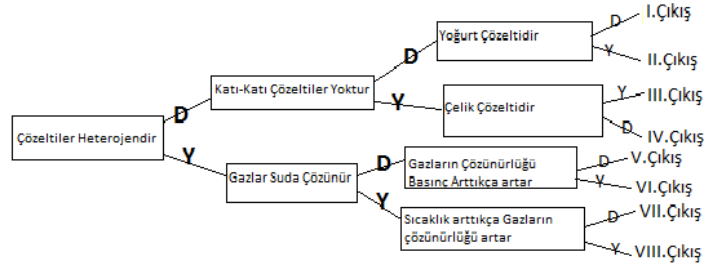 Çözeltiler Heterojendir
D
Y
Katı-Katı Çözeltiler Yoktur
D
Y
Gazlar Suda Çözünür
D
Y
Yoğurt Çözeltidir
D
Y
I.Çıkış
II.Çıkış
Çelik Çözeltidir
Y
D
III.Çıkış
IV.Çıkış
Gazların Çözünürlüğü
Basınç Arttıkça artar
D
Y
V.Çıkış
VI.Çıkış
Sıcaklık arttıkça Gazların
çözünürlüğü artar
D
Y
VII.Çıkış
VIII.Çıkış